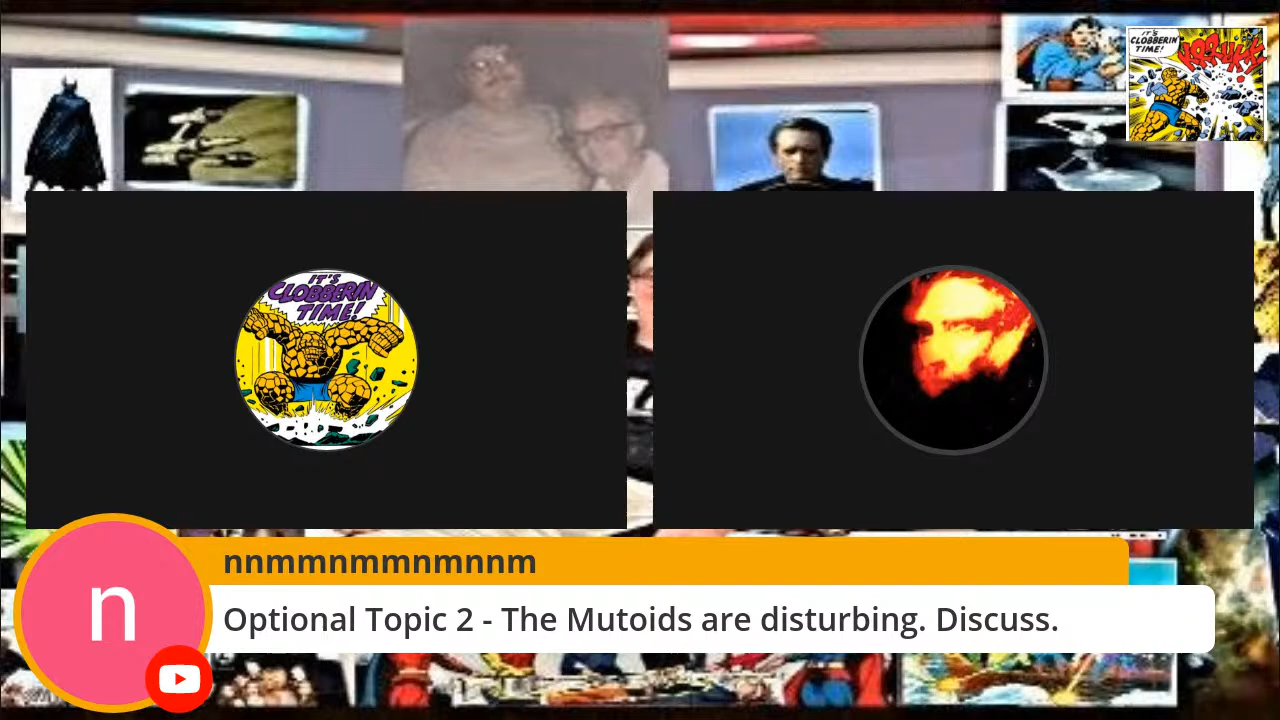 IT'S
CLOBBERIN'
TIME!
IT'S
CLOBBERIN'
TIME!
n
nnmmnmmnmnnm
Optional Topic 2 - The Mutoids are disturbing. Discuss.